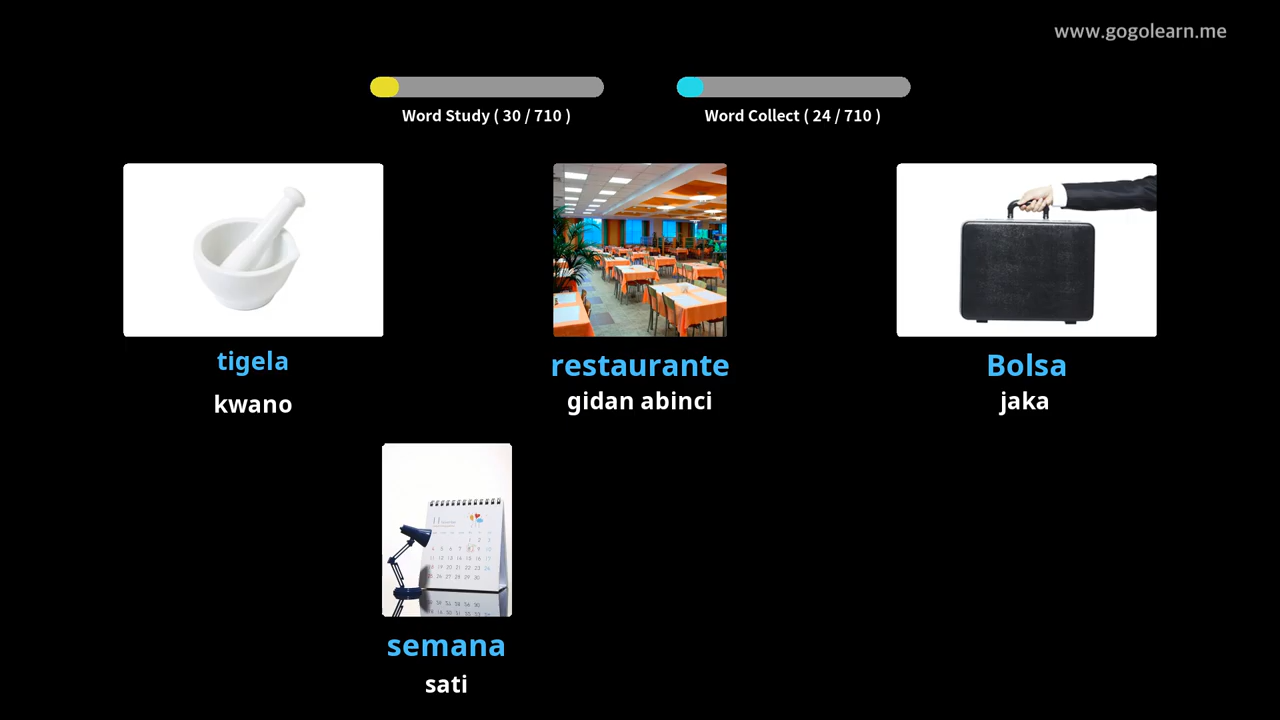 www.gogolearn.me
Word Study ( 30 / 710 )
Word Collect ( 24 / 710 )
tigela
kwano
restaurante
gidan abinci
Bolsa
jaka
semana
sati